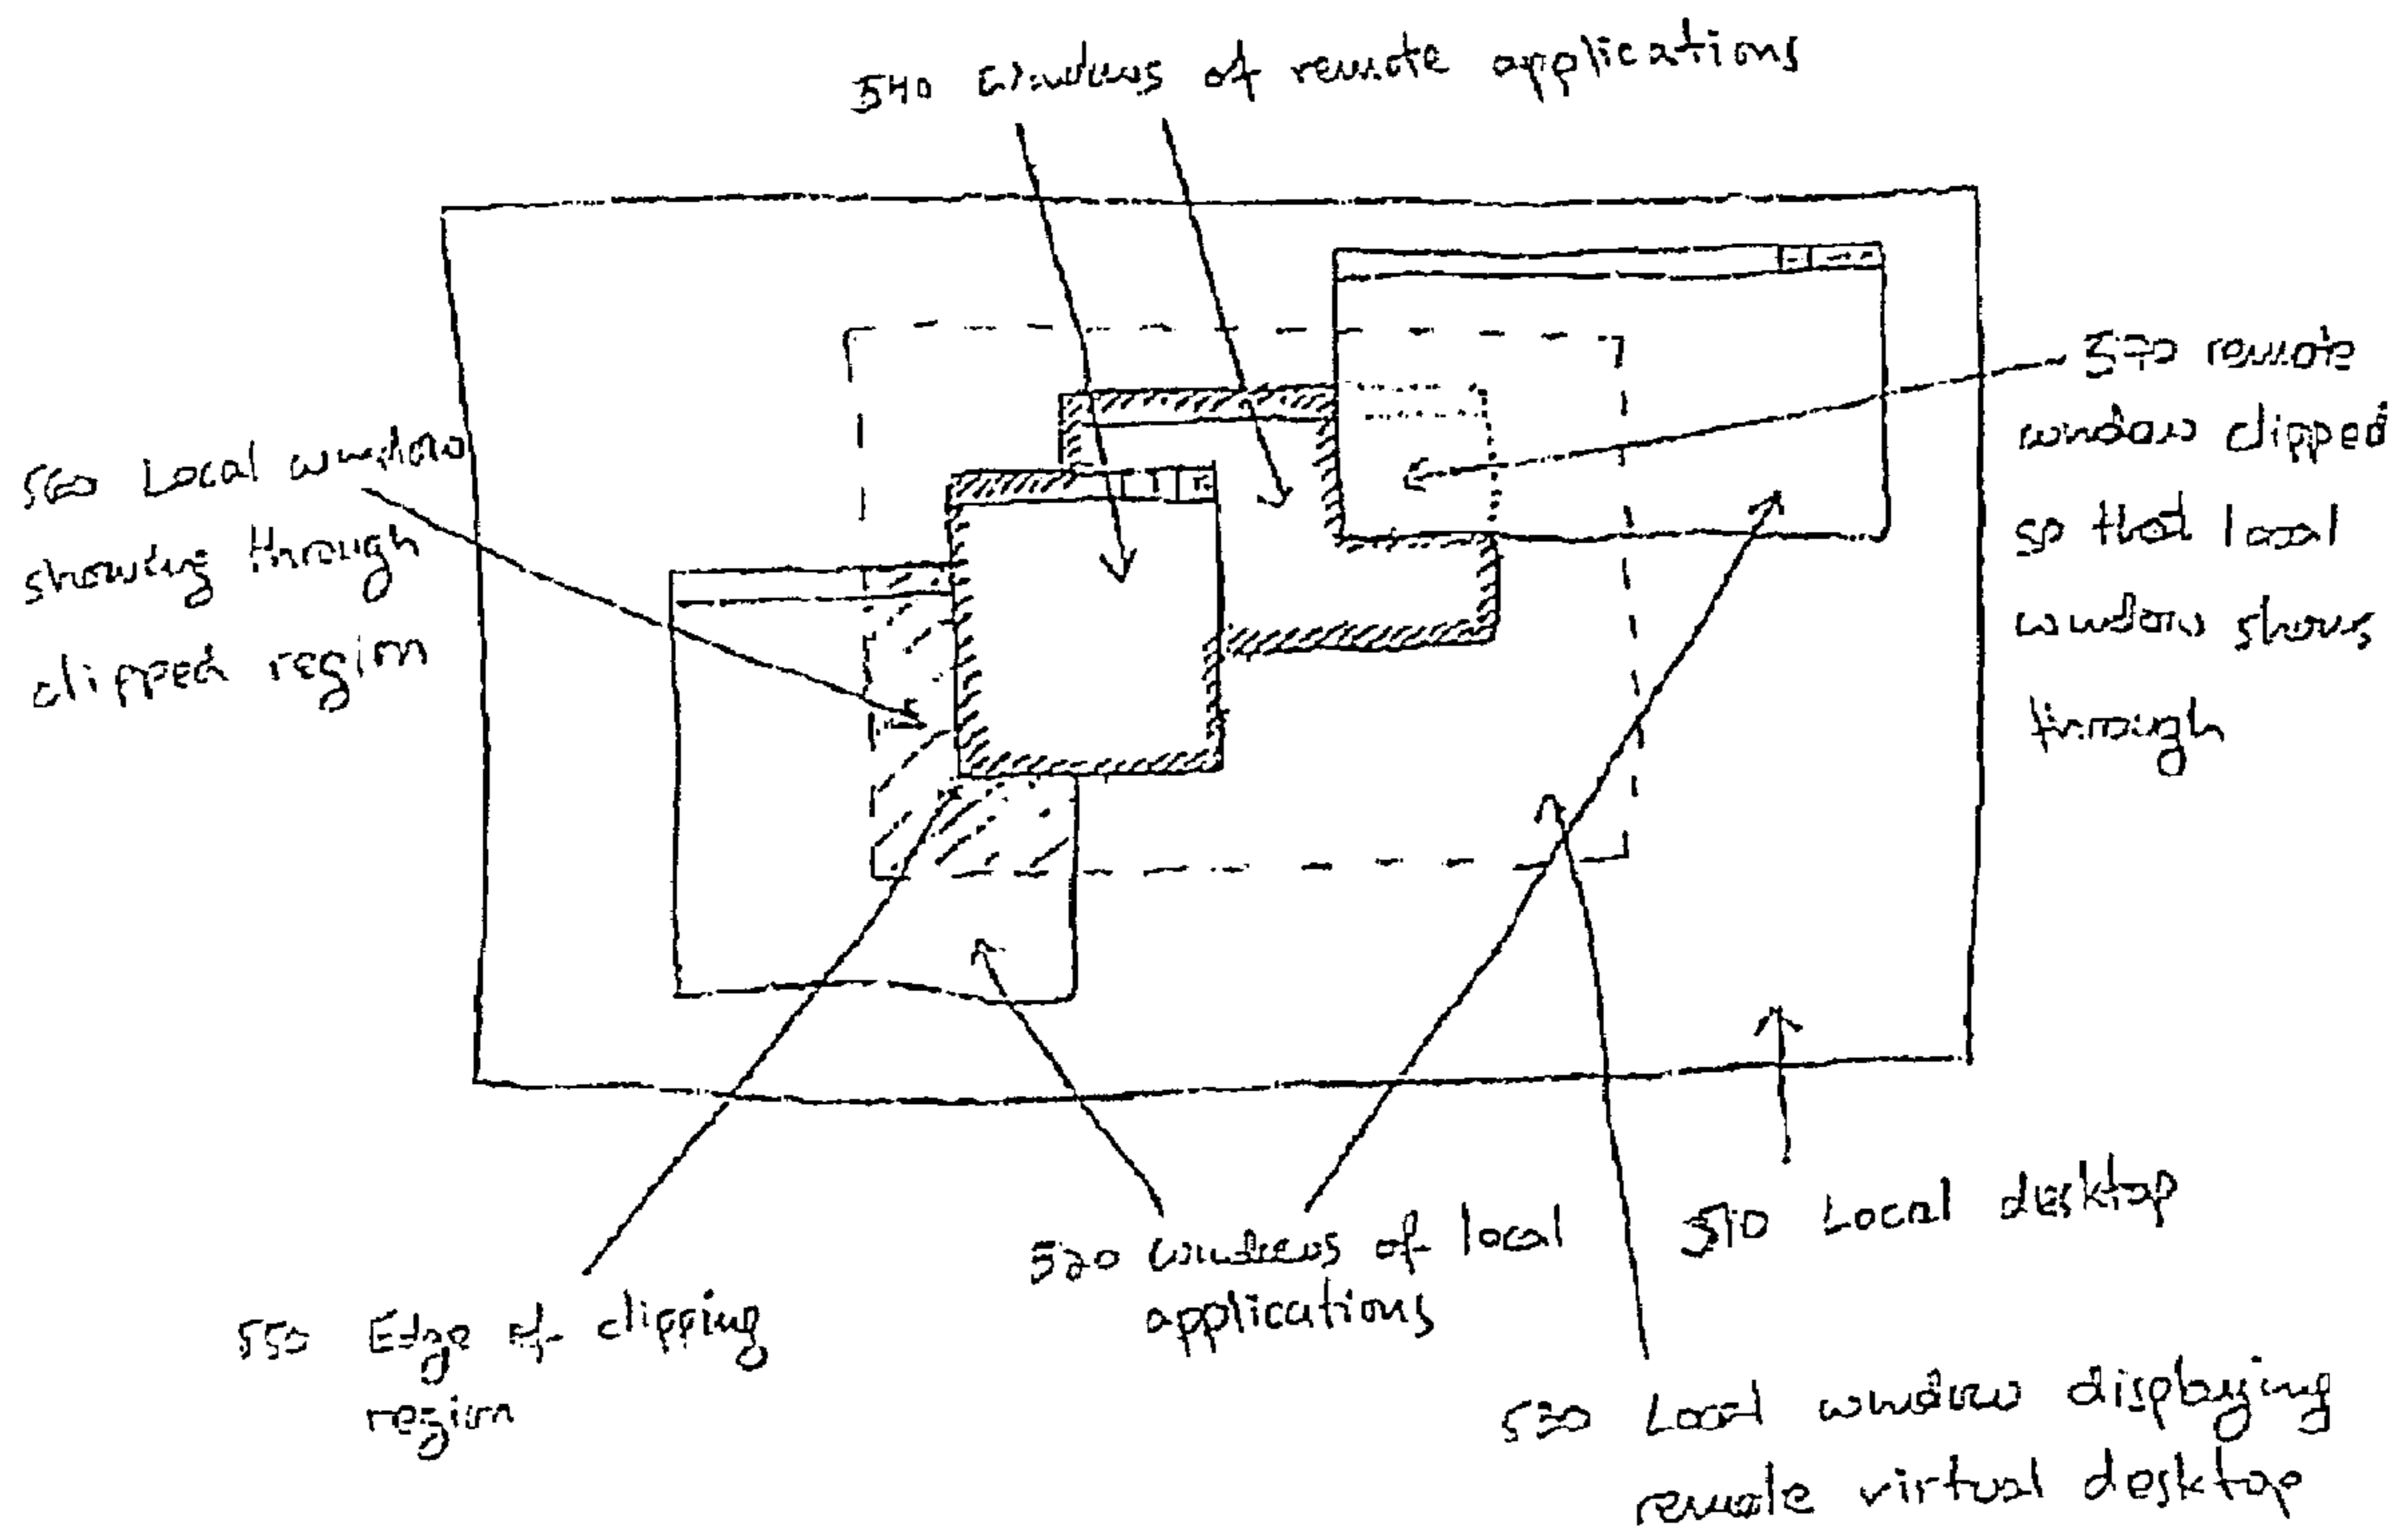 540 windows of remote applications
570 remote
window clipped
so that local
window shows
through
560 Local window
showing through
clipped region
520 windows of local
applications
510 Local desktop
550 Edge of clipping
region
530 Local window displaying
remote virtual desktop